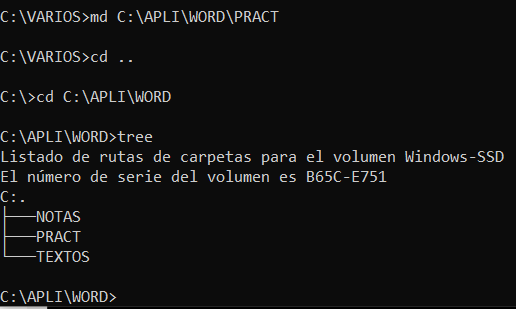 C:\VARIOS>md C:\APLI\WORD\PRACT
C:\VARIOS>cd ..
C:\>cd C:\APLI\WORD
C:\APLI\WORD>tree
Listado de rutas de carpetas para el volumen Windows-SSD
El número de serie del volumen es B65C-E751
C:.
├───NOTAS
├───PRACT
└───TEXTOS
C:\APLI\WORD>